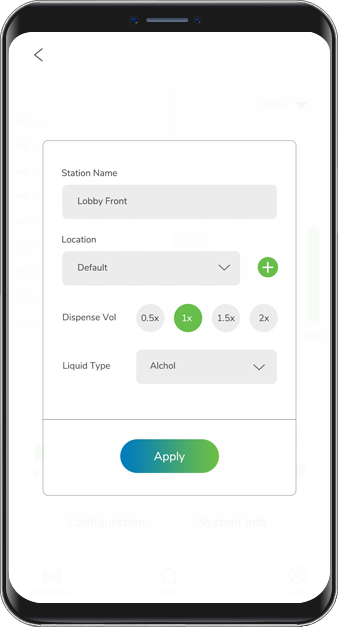 Station Name
Lobby Front
Location
Default
Dispense Vol
0.5x
1x
1.5x
2x
Liquid Type
Alchol
Apply
Configuration
System Info